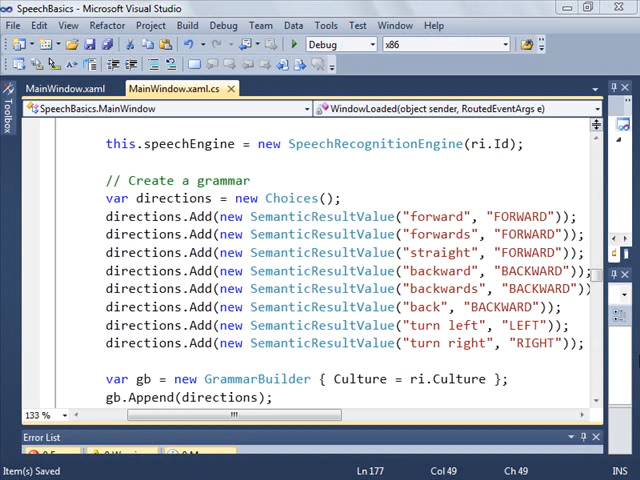 SpeechBasics - Microsoft Visual Studio
File Edit View Refactor Project Build Debug Team Data Tools Test Window Help
Debug x86
MainWindow.xaml MainWindow.xaml.cs
Toolbox
SpeechBasics.MainWindow WindowLoaded(object sender, RoutedEventArgs e)
this.speechEngine = new SpeechRecognitionEngine(ri.Id);
// Create a grammar
var directions = new Choices();
directions.Add(new SemanticResultValue("forward", "FORWARD"));
directions.Add(new SemanticResultValue("forwards", "FORWARD"));
directions.Add(new SemanticResultValue("straight", "FORWARD"));
directions.Add(new SemanticResultValue("backward", "BACKWARD"));
directions.Add(new SemanticResultValue("backwards", "BACKWARD"))
directions.Add(new SemanticResultValue("back", "BACKWARD"));
directions.Add(new SemanticResultValue("turn left", "LEFT"));
directions.Add(new SemanticResultValue("turn right", "RIGHT"));
var gb = new GrammarBuilder { Culture = ri.Culture };
gb.Append(directions);
133 %
Error List
Item(s) Saved Ln 177 Col 49 Ch 49 INS